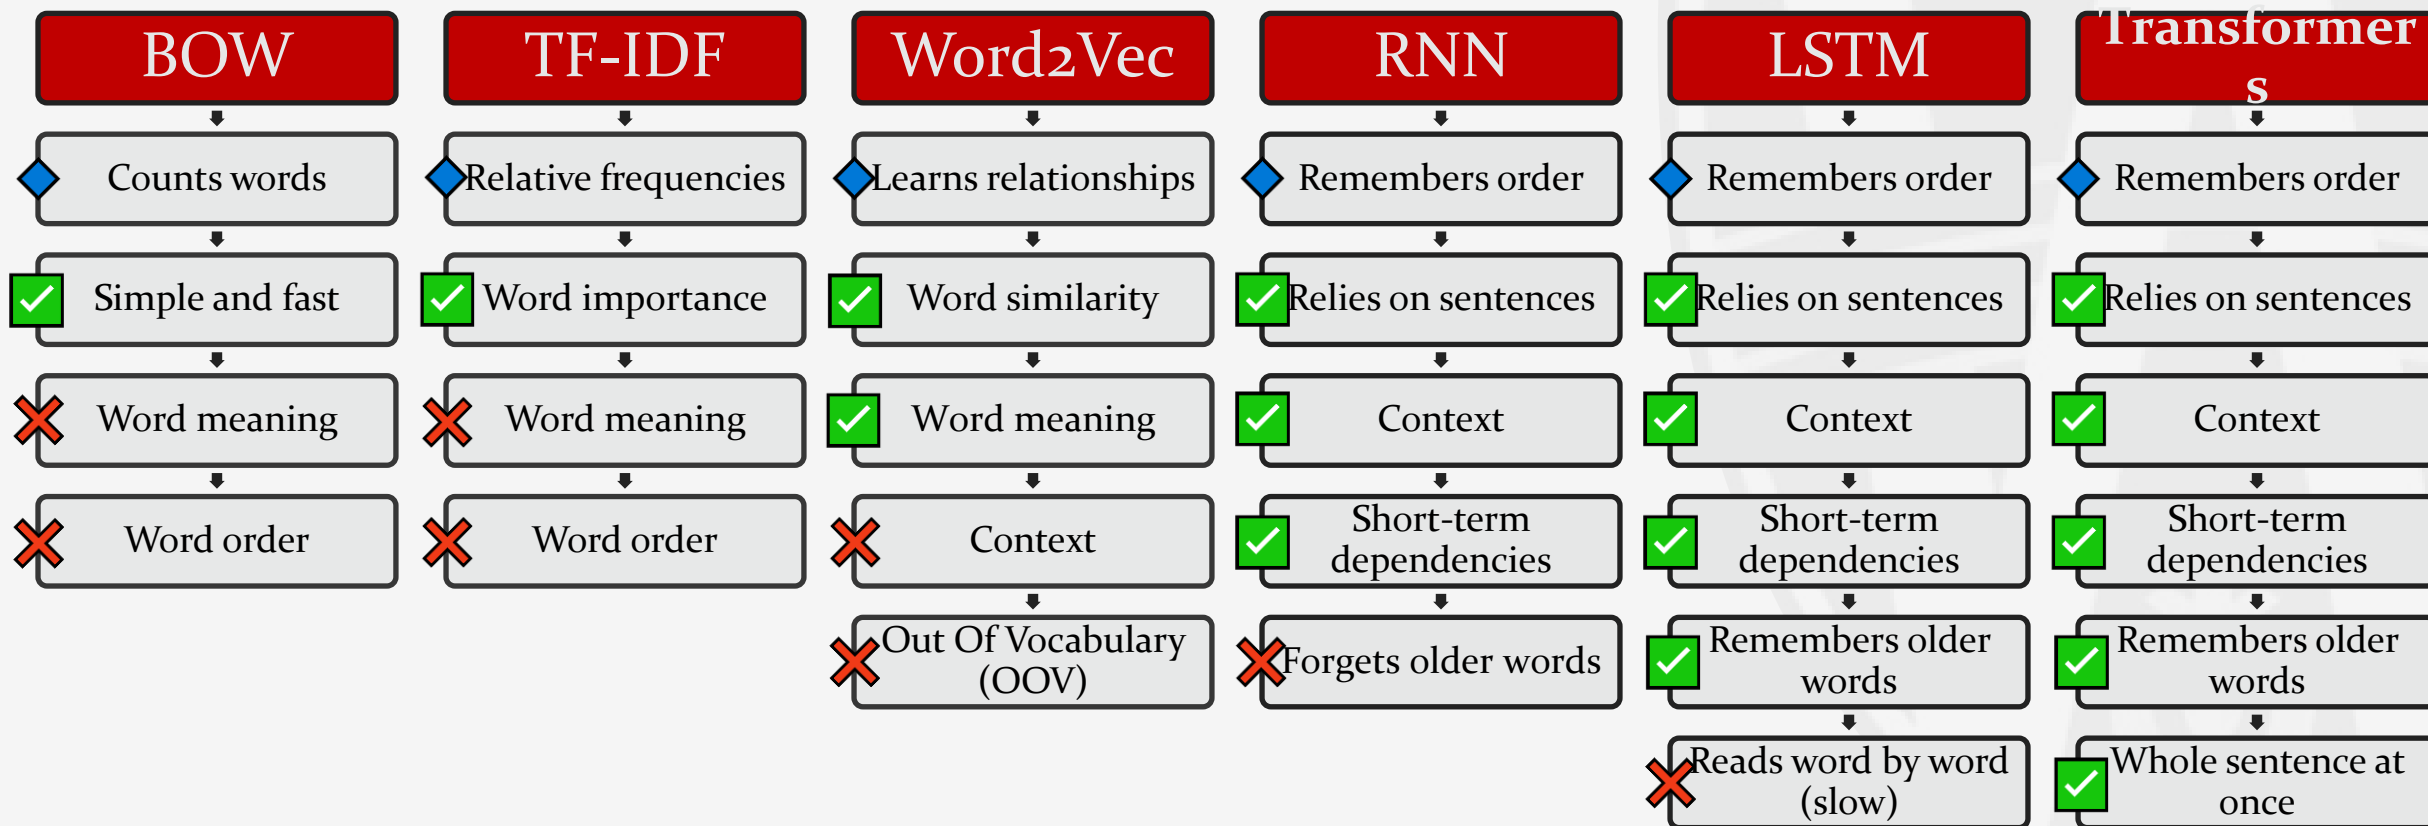 BOW
Counts words
Simple and fast
Word meaning
Word order
TF-IDF
Relative frequencies
Word importance
Word meaning
Word order
Word2Vec
Learns relationships
Word similarity
Word meaning
Context
Out Of Vocabulary
(OOV)
RNN
Remembers order
Relies on sentences
Context
Short-term
dependencies
Forgets older words
LSTM
Remembers order
Relies on sentences
Context
Short-term
dependencies
Remembers older
words
Reads word by word
(slow)
Transformer
s
Remembers order
Relies on sentences
Context
Short-term
dependencies
Remembers older
words
Whole sentence at
once